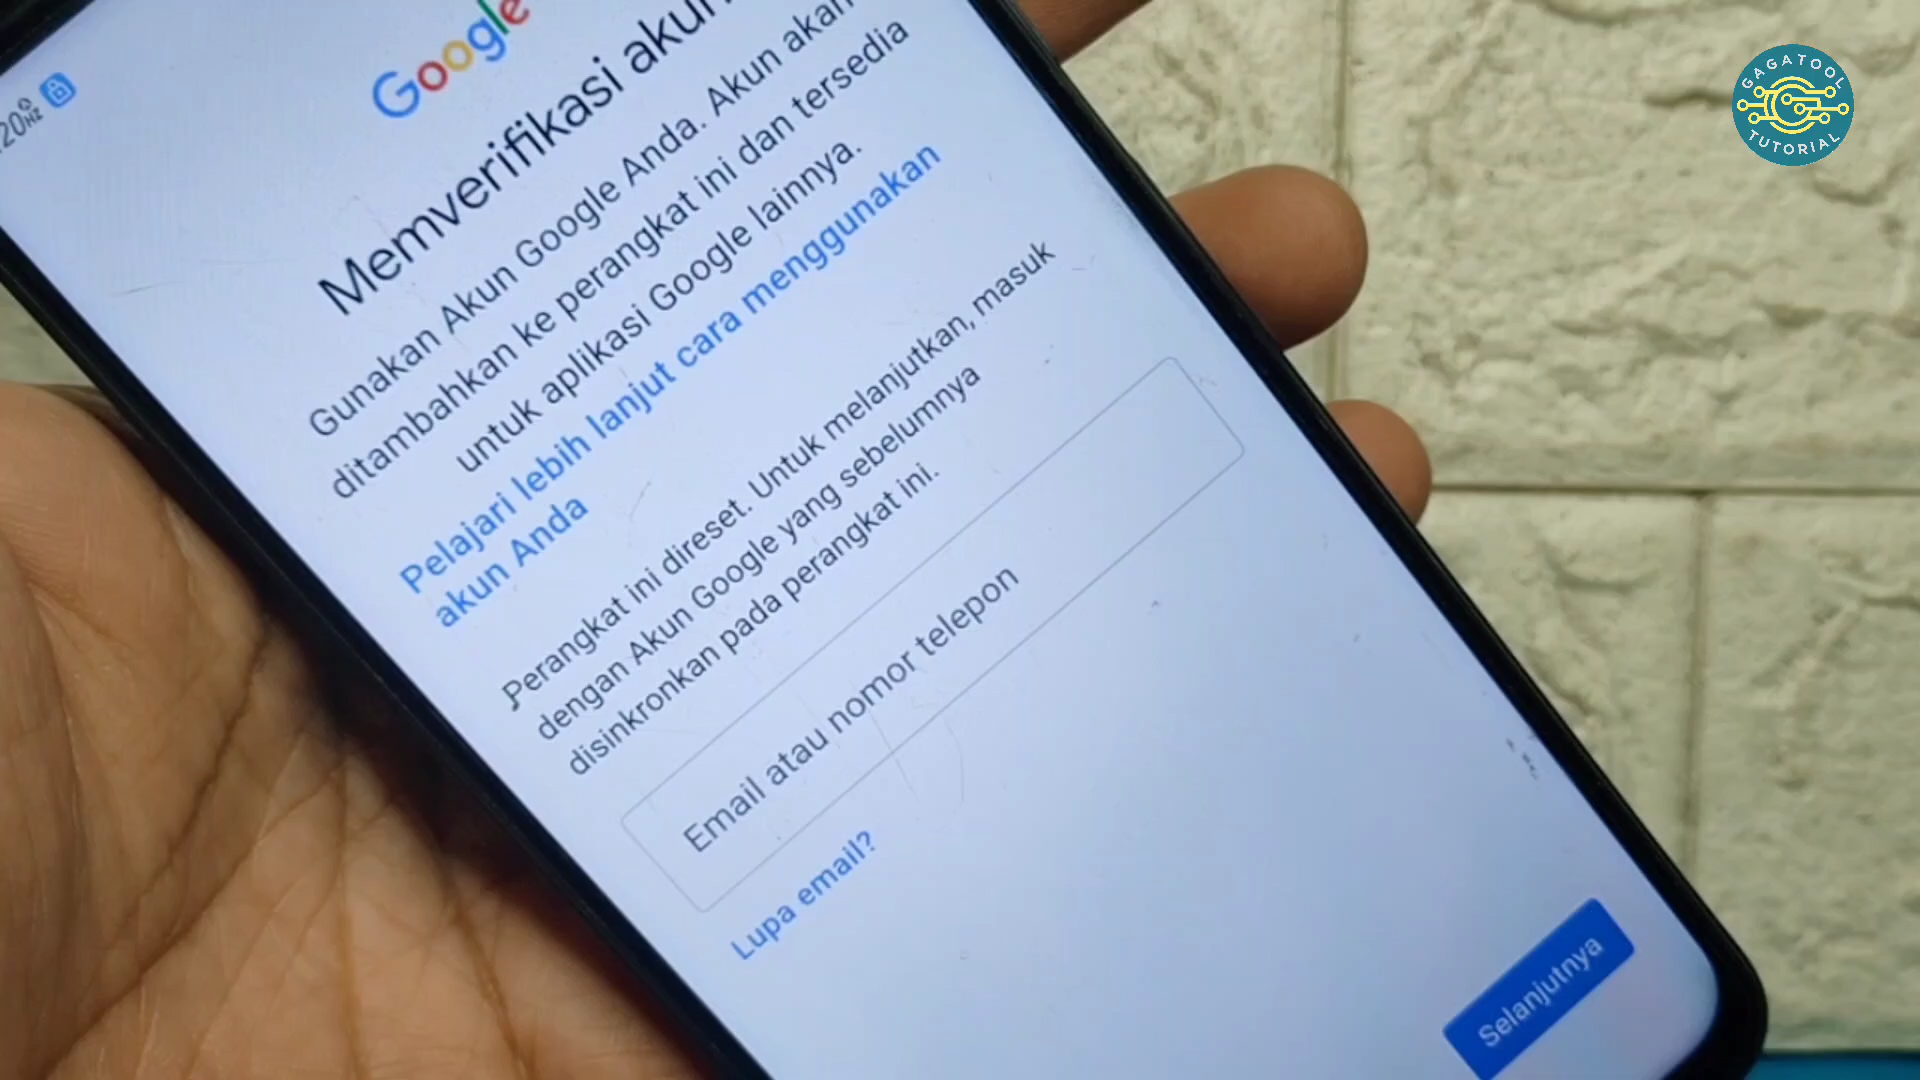 120Hz
Google
Memverifikasi akun
Gunakan Akun Google Anda. Akun akan
ditambahkan ke perangkat ini dan tersedia
untuk aplikasi Google lainnya.
Pelajari lebih lanjut cara menggunakan
akun Anda
Perangkat ini direset. Untuk melanjutkan, masuk
dengan Akun Google yang sebelumnya
disinkronkan pada perangkat ini.
Email atau nomor telepon
Lupa email?
Selanjutnya
GAGATOOL
TUTORIAL